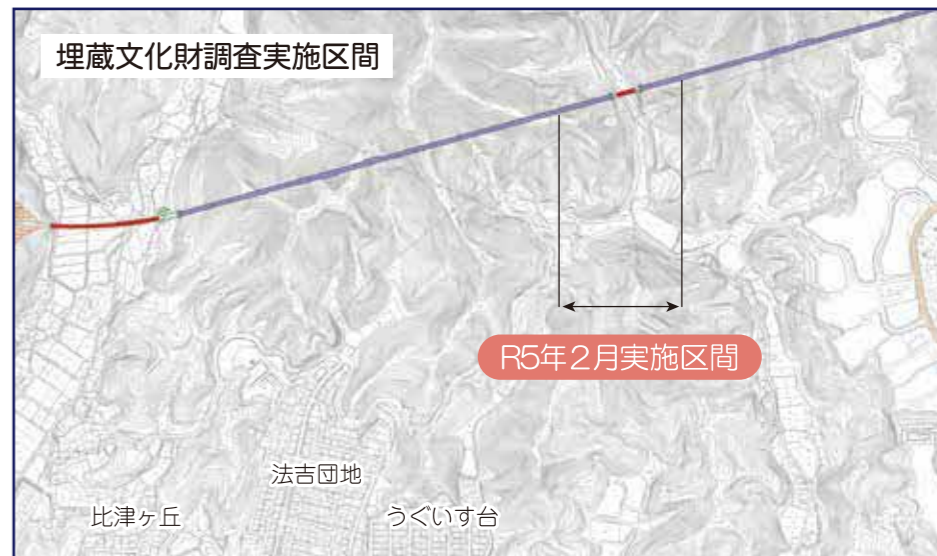 埋蔵文化財調査実施区間
R5年2月実施区間
法吉団地
比津ヶ丘
うぐいす台